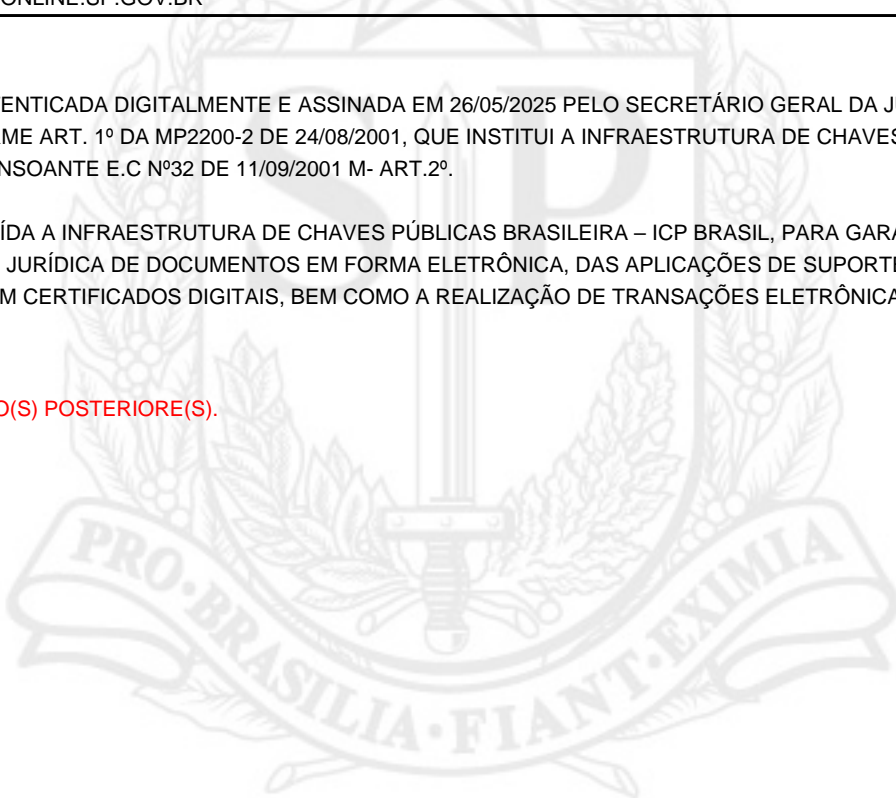 ONLINE.SP.GOV.BR
ENTICADA DIGITALMENTE E ASSINADA EM 26/05/2025 PELO SECRETÁRIO GERAL DA J
ME ART. 1º DA MP2200-2 DE 24/08/2001, QUE INSTITUI A INFRAESTRUTURA DE CHAVES
NSOANTE E.C Nº32 DE 11/09/2001 M- ART.2º.
ÍDA A INFRAESTRUTURA DE CHAVES PÚBLICAS BRASILEIRA – ICP BRASIL, PARA GARA
JURÍDICA DE DOCUMENTOS EM FORMA ELETRÔNICA, DAS APLICAÇÕES DE SUPORTE
M CERTIFICADOS DIGITAIS, BEM COMO A REALIZAÇÃO DE TRANSAÇÕES ELETRÔNICA
O(S) POSTERIORE(S).
SP
PRO·BRASILIA·FIANT·EXIMIA